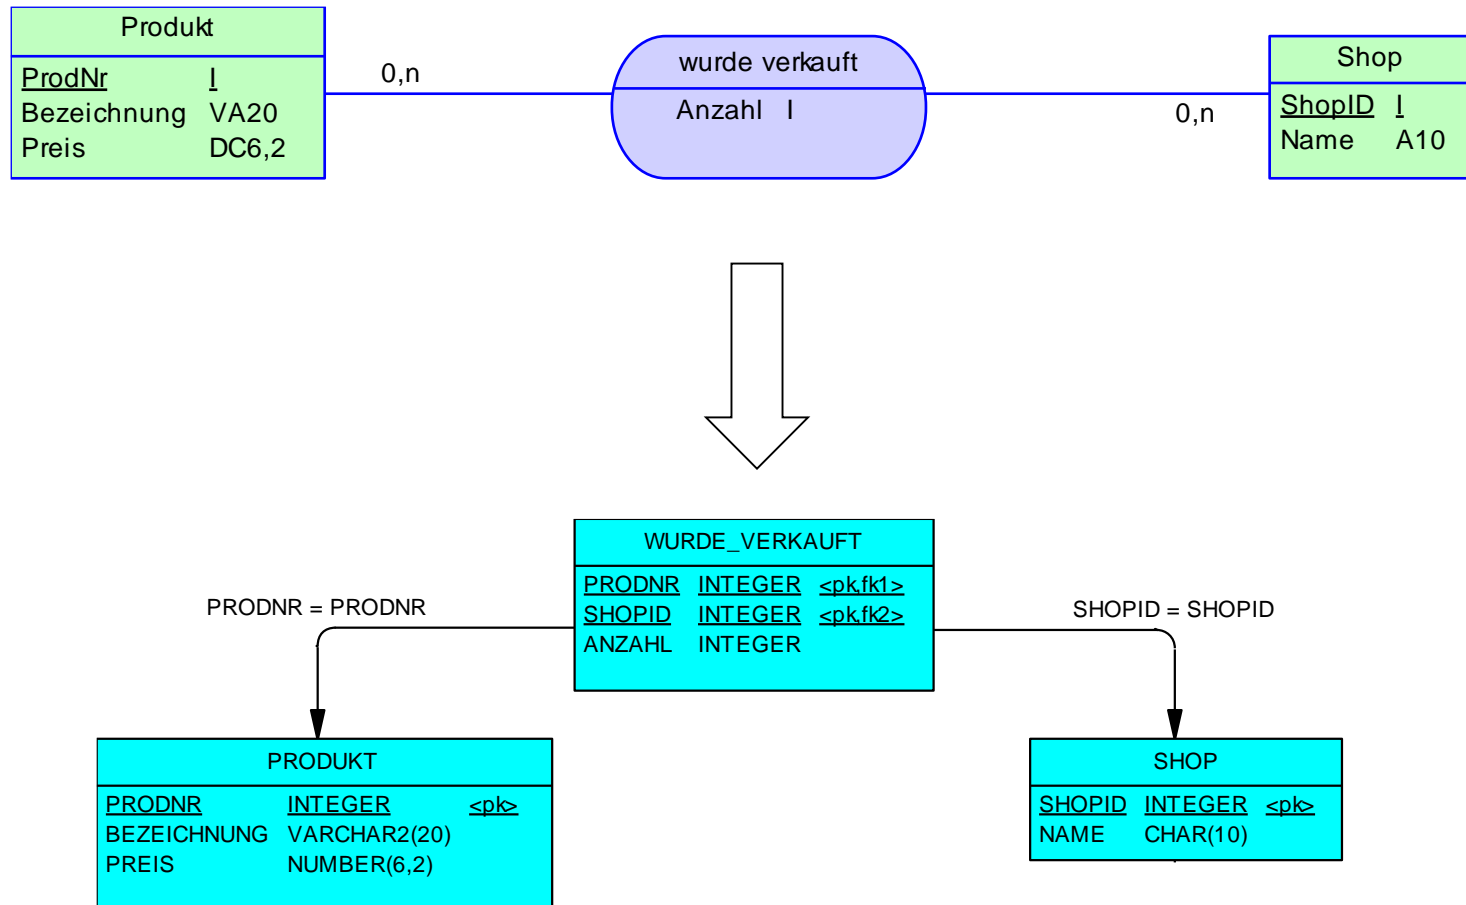 Produkt
ProdNr I
Bezeichnung VA20
Preis DC6,2
0,n
wurde verkauft
Anzahl I
0,n
Shop
ShopID I
Name A10
WURDE_VERKAUFT
PRODNR INTEGER <pk,fk1>
SHOPID INTEGER <pk,fk2>
ANZAHL INTEGER
PRODNR = PRODNR
SHOPID = SHOPID
PRODUKT
PRODNR INTEGER <pk>
BEZEICHNUNG VARCHAR2(20)
PREIS NUMBER(6,2)
SHOP
SHOPID INTEGER <pk>
NAME CHAR(10)